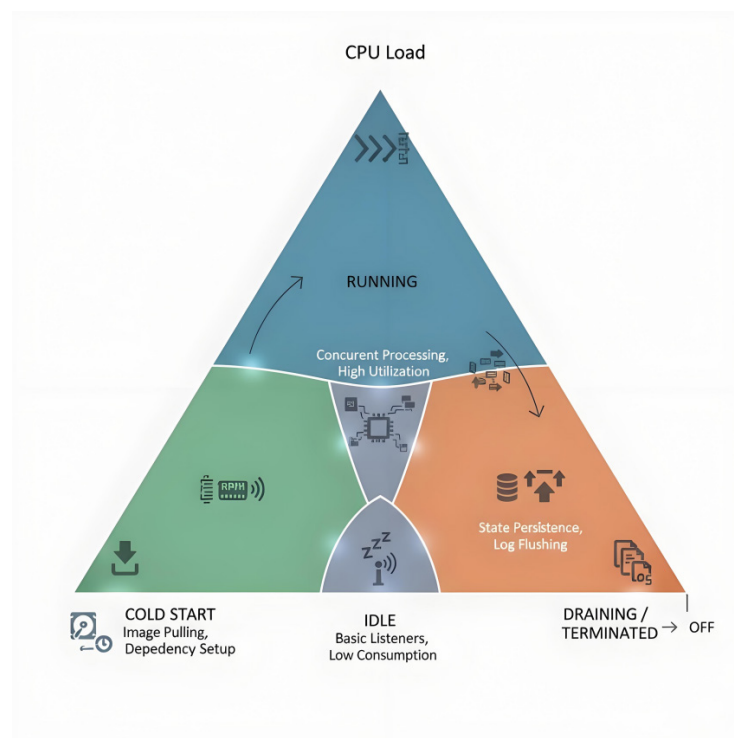 CPU Load
RUNNING
Concurent Processing,
High Utilization
State Persistence,
Log Flushing
COLD START
Image Pulling,
Depedency Setup
IDLE
Basic Listeners,
Low Consumption
DRAINING /
TERMINATED → OFF